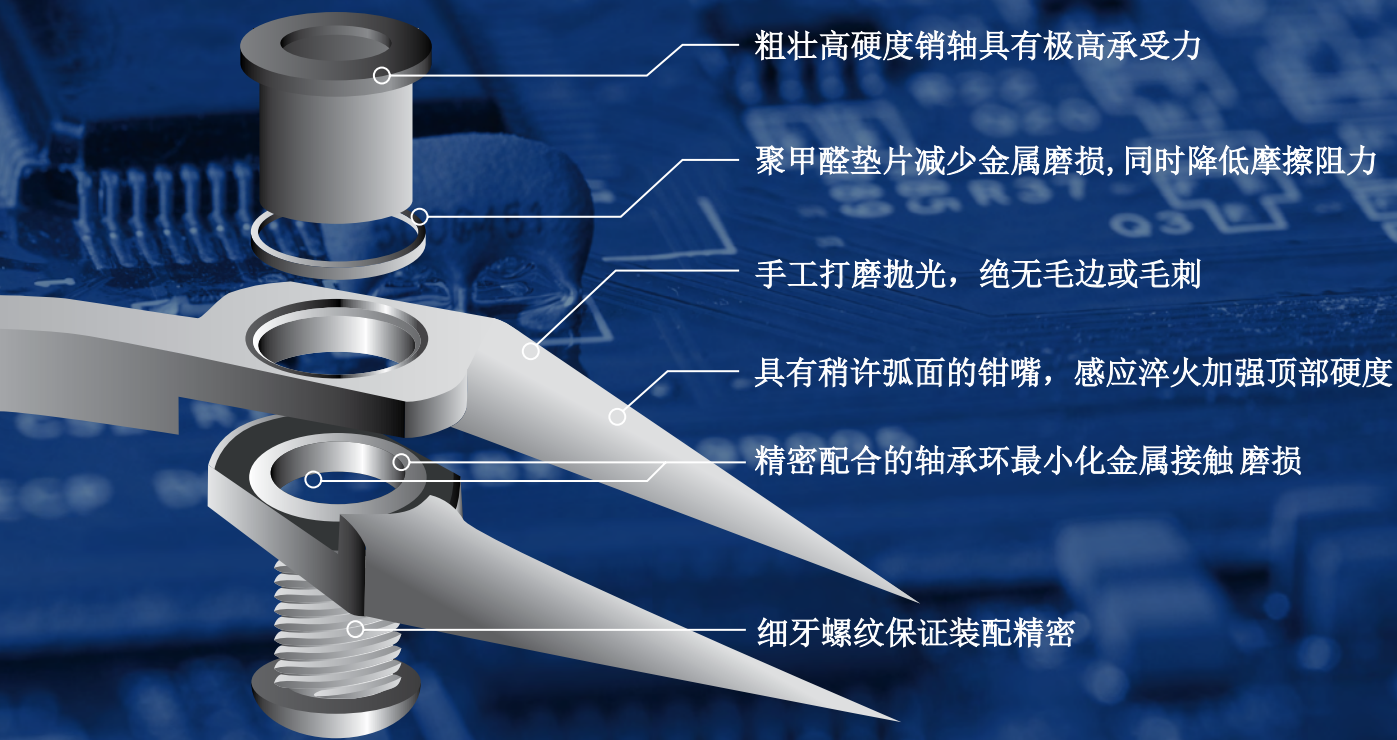 粗壮高硬度销轴具有极高承受力
聚甲醛垫片减少金属磨损,同时降低摩擦阻力
R37
Q3
手工打磨抛光，绝无毛边或毛刺
具有稍许弧面的钳嘴，感应淬火加强顶部硬度
精密配合的轴承环最小化金属接触 磨损
细牙螺纹保证装配精密